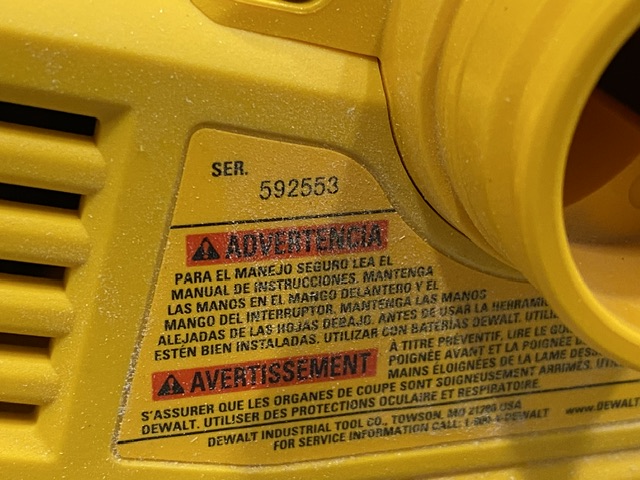 SER.
592553
ADVERTENCIA
PARA EL MANEJO SEGURO LEA EL
MANUAL DE INSTRUCCIONES. MANTENGA
LAS MANOS EN EL MANGO DELANTERO Y EL
MANGO DEL INTERRUPTOR. MANTENGA LAS MANOS
ALEJADAS DE LAS HOJAS DEBAJO. ANTES DE USAR LA
ESTÉN BIEN INSTALADAS. UTILIZAR CON BATERÍAS DEWALT.
AVERTISSEMENT
À TITRE PRÉVENTIF, LIRE LE
POIGNÉE AVANT ET LA POIGNÉE
MAINS ÉLOIGNÉES DE LA LAME
S'ASSURER QUE LES ORGANES DE COUPE SONT SOIGNEUSEMENT ARRIMÉS.
DEWALT. UTILISER DES PROTECTIONS OCULAIRE ET RESPIRATOIRE.
DEWALT INDUSTRIAL TOOL CO., TOWSON, MD 21286 USA
FOR SERVICE INFORMATION CALL: 1-800-4-DEWALT www.DEWALT